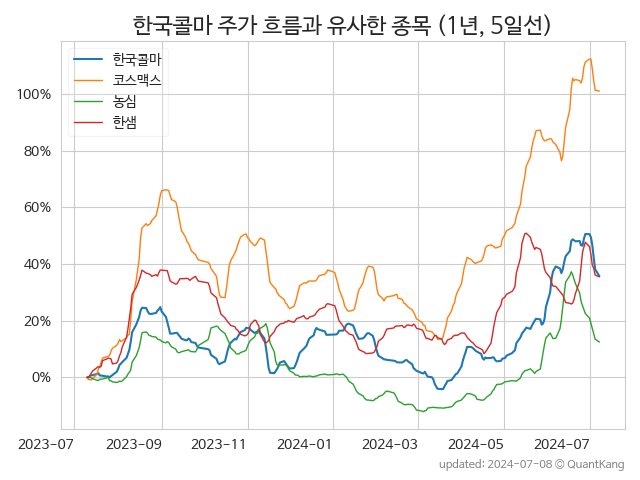 한국콜마 주가 흐름과 유사한 종목 (1년, 5일선)
한국콜마
코스맥스
농심
한샘
100%
80%
60%
40%
20%
0%
2023-07 2023-09 2023-11 2024-01 2024-03 2024-05 2024-07
updated: 2024-07-08 © QuantKang